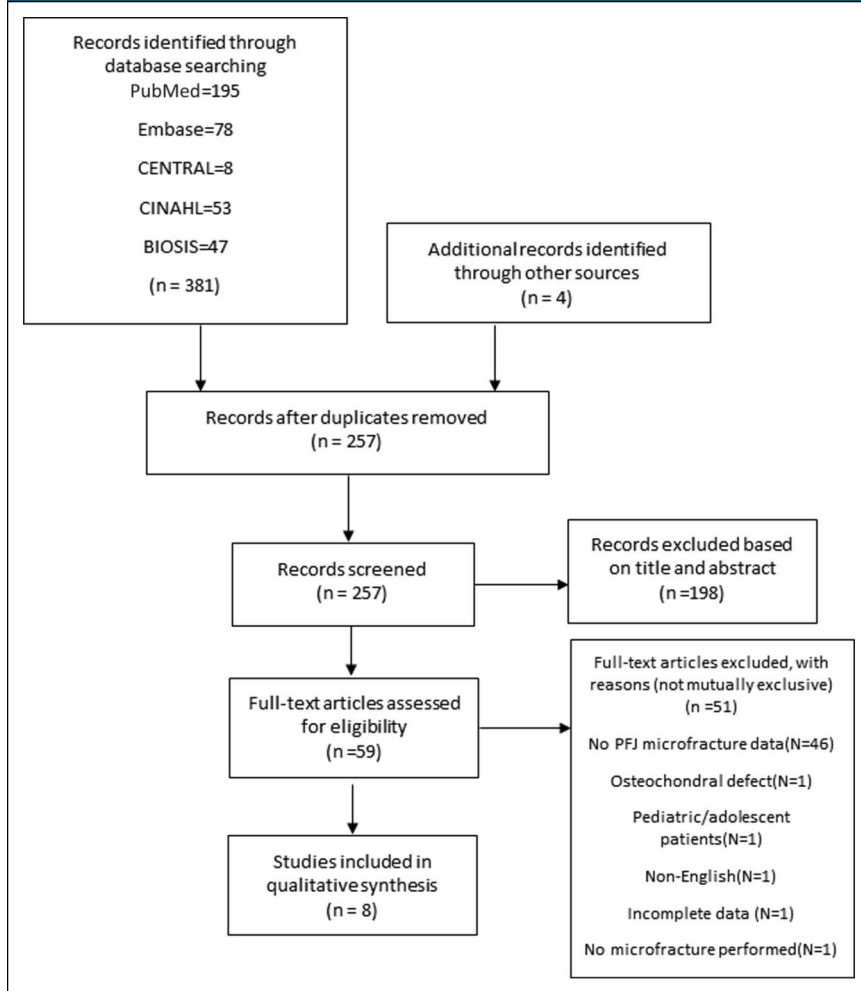 Records identified through
database searching
PubMed=195
Embase=78
CENTRAL=8
CINAHL=53
BIOSIS=47
(n = 381)
Additional records identified
through other sources
(n = 4)
Records after duplicates removed
(n = 257)
Records screened
(n = 257)
Records excluded based
on title and abstract
(n =198)
Full-text articles assessed
for eligibility
(n =59)
Full-text articles excluded, with
reasons (not mutually exclusive)
(n =51)
No PFJ microfracture data(N=46)
Osteochondral defect(N=1)
Pediatric/adolescent
patients(N=1)
Non-English(N=1)
Incomplete data (N=1)
No microfracture performed(N=1)
Studies included in
qualitative synthesis
(n = 8)